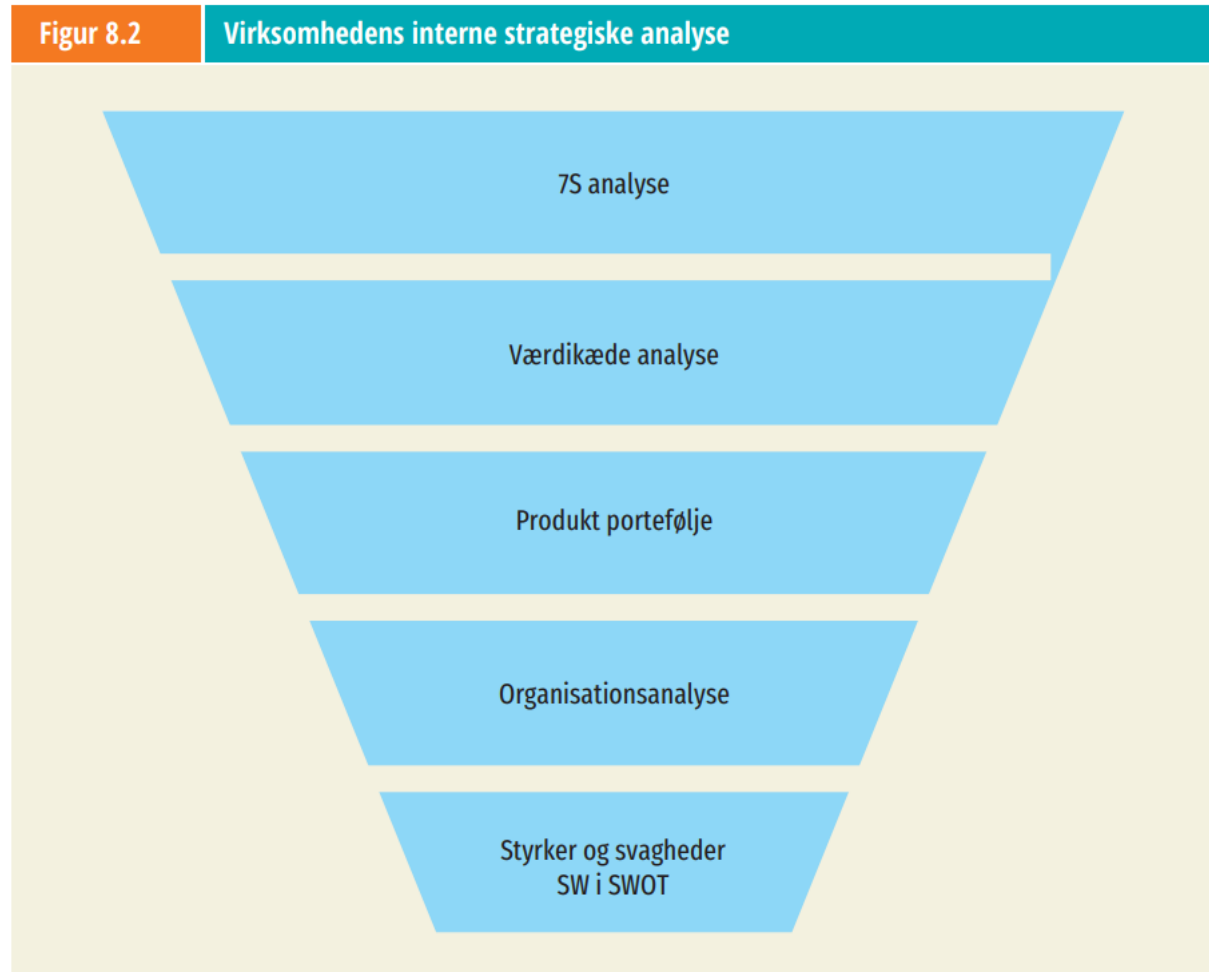 Figur 8.2
Virksomhedens interne strategiske analyse
7S analyse
Værdikæde analyse
Produkt portefølje
Organisationsanalyse
Styrker og svagheder
SW i SWOT